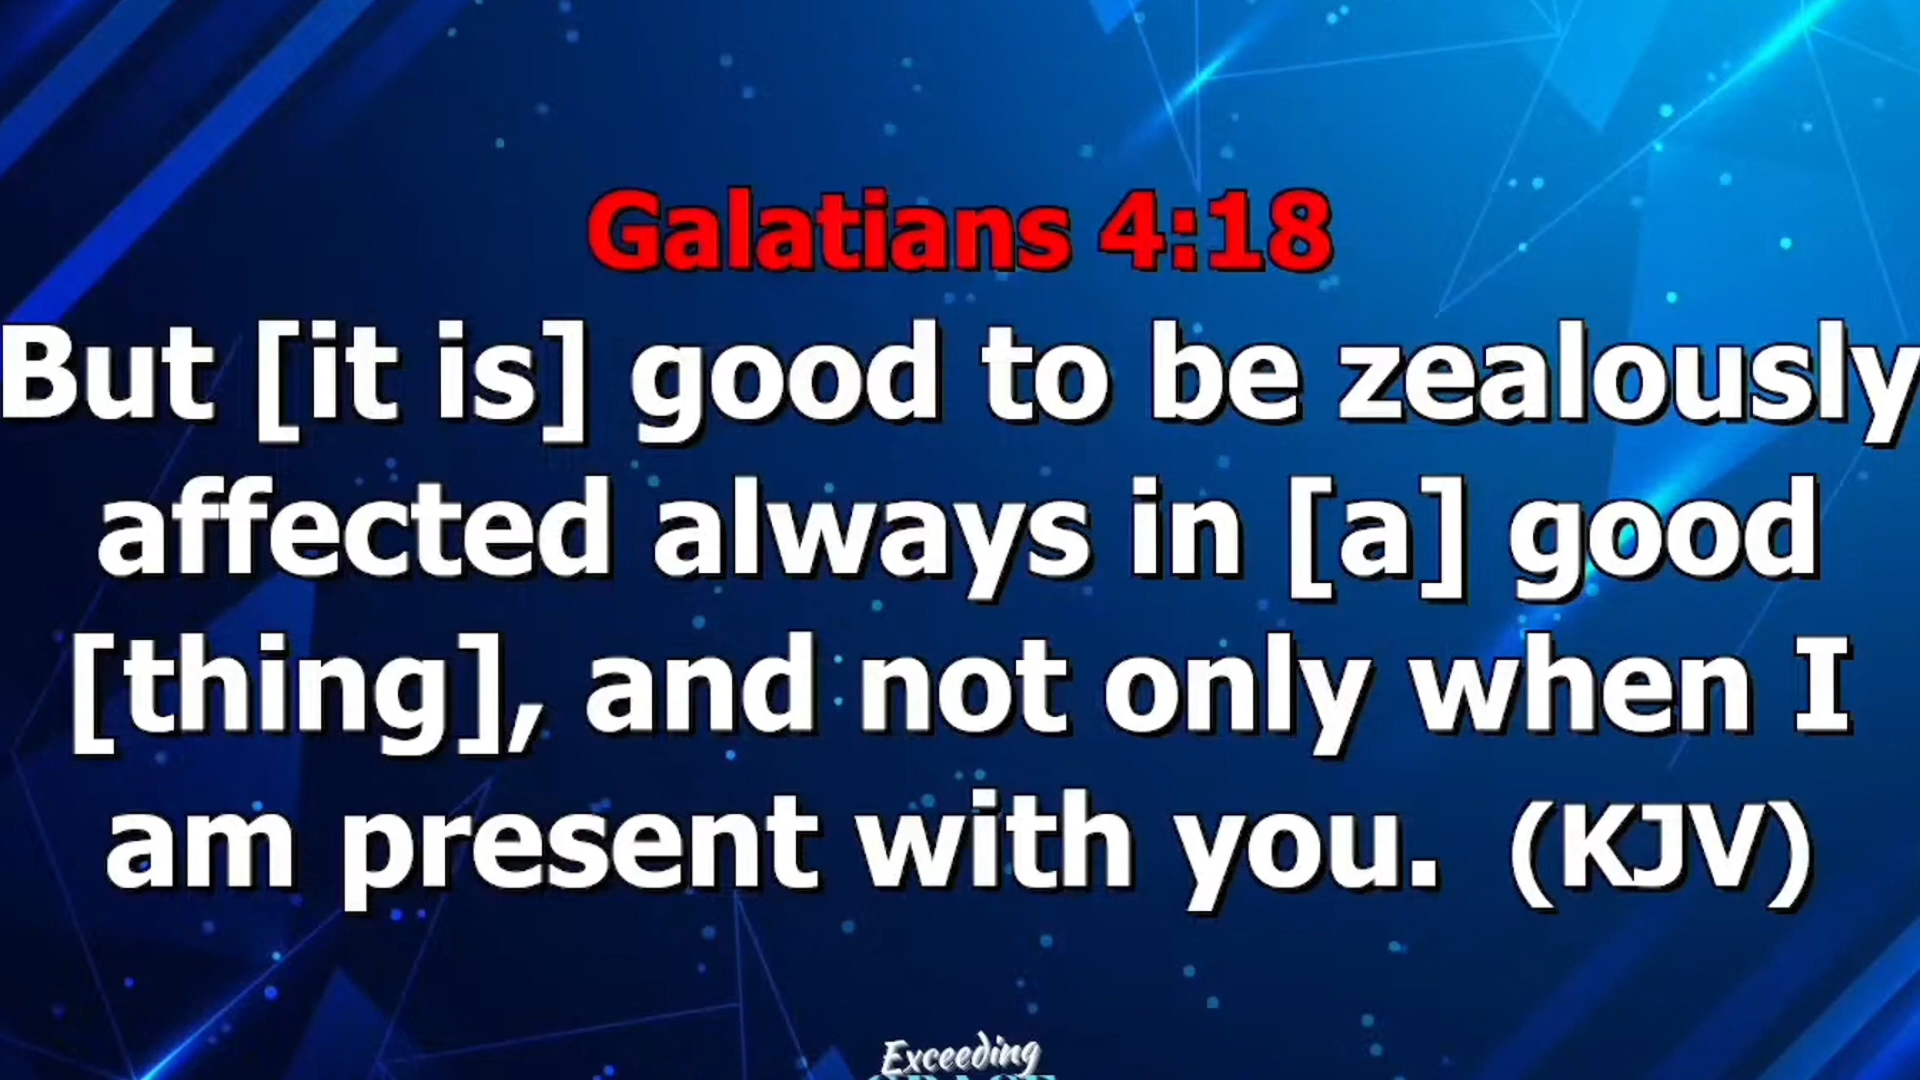 Galatians 4:18
But [it is] good to be zealously
affected always in [a] good
[thing], and not only when I
am present with you.  (KJV)
Exceeding